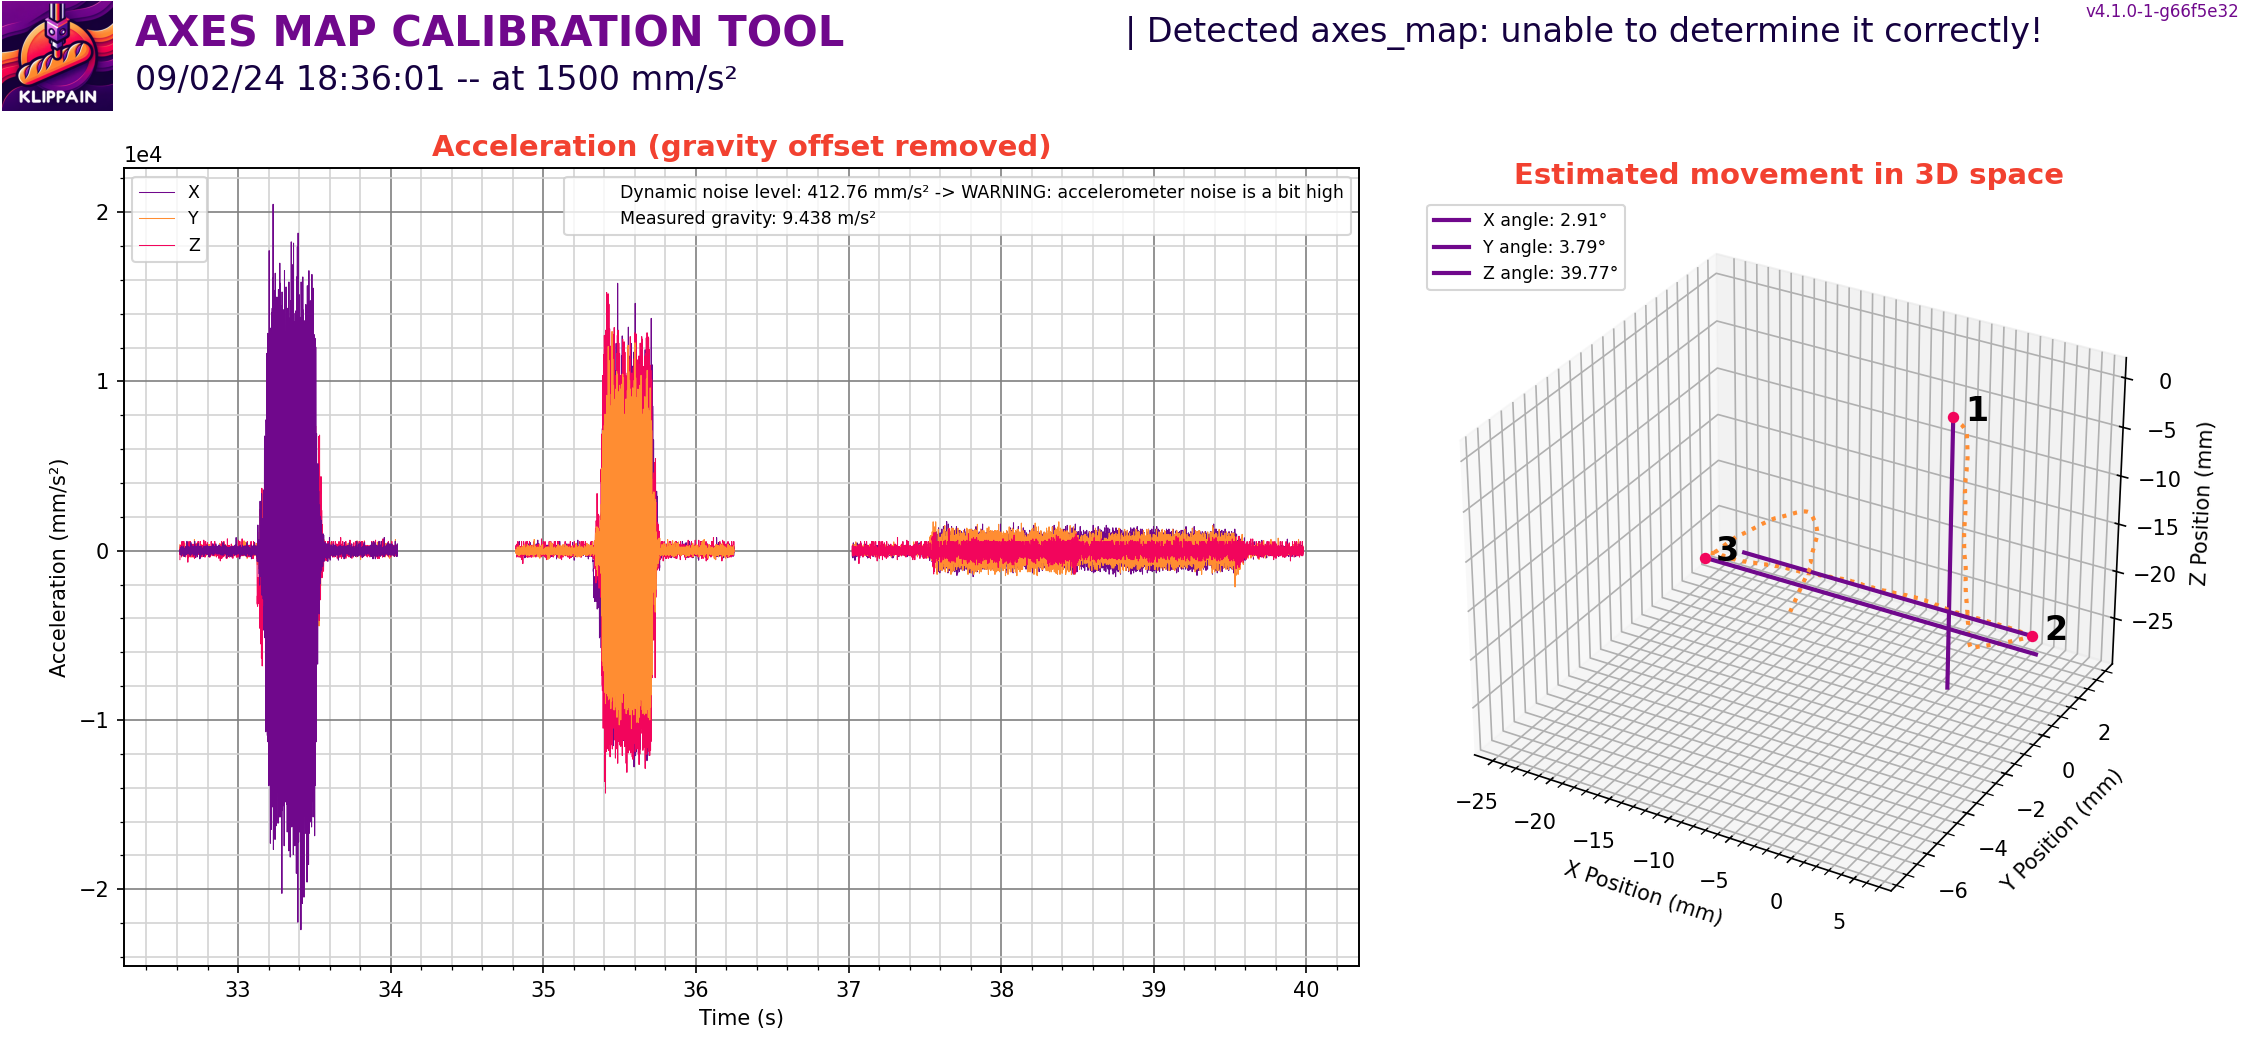 AXES MAP CALIBRATION TOOL
| Detected axes_map: unable to determine it correctly!
v4.1.0-1-g66f5e32
09/02/24 18:36:01 -- at 1500 mm/s²
KLIPPAIN
Acceleration (gravity offset removed)
1e4
X
Y
Z
Dynamic noise level: 412.76 mm/s² -> WARNING: accelerometer noise is a bit high
Measured gravity: 9.438 m/s²
2
1
0
−1
−2
Acceleration (mm/s²)
33 34 35 36 37 38 39 40
Time (s)
Estimated movement in 3D space
X angle: 2.91°
Y angle: 3.79°
Z angle: 39.77°
1
2
3
0
−5
−10
−15
−20
−25
Z Position (mm)
2
0
−2
−4
−6
Y Position (mm)
−25
−20
−15
−10
−5
0
5
X Position (mm)